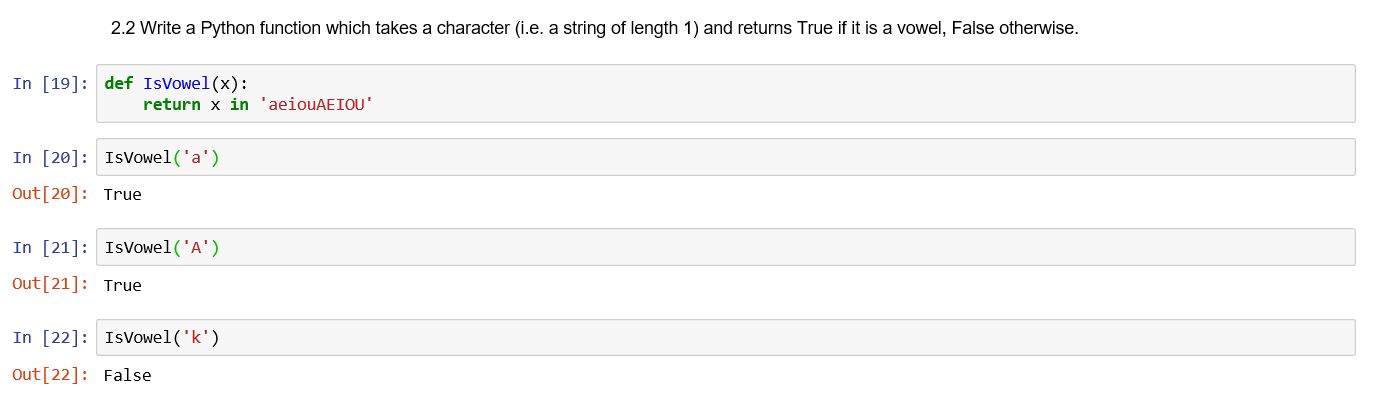 2.2 Write a Python function which takes a character (i.e. a string of length 1) and returns True if it is a vowel, False otherwise.
In [19]: def IsVowel(x):
    return x in 'aeiouAEIOU'
In [20]: IsVowel('a')
Out[20]: True
In [21]: IsVowel('A')
Out[21]: True
In [22]: IsVowel('k')
Out[22]: False